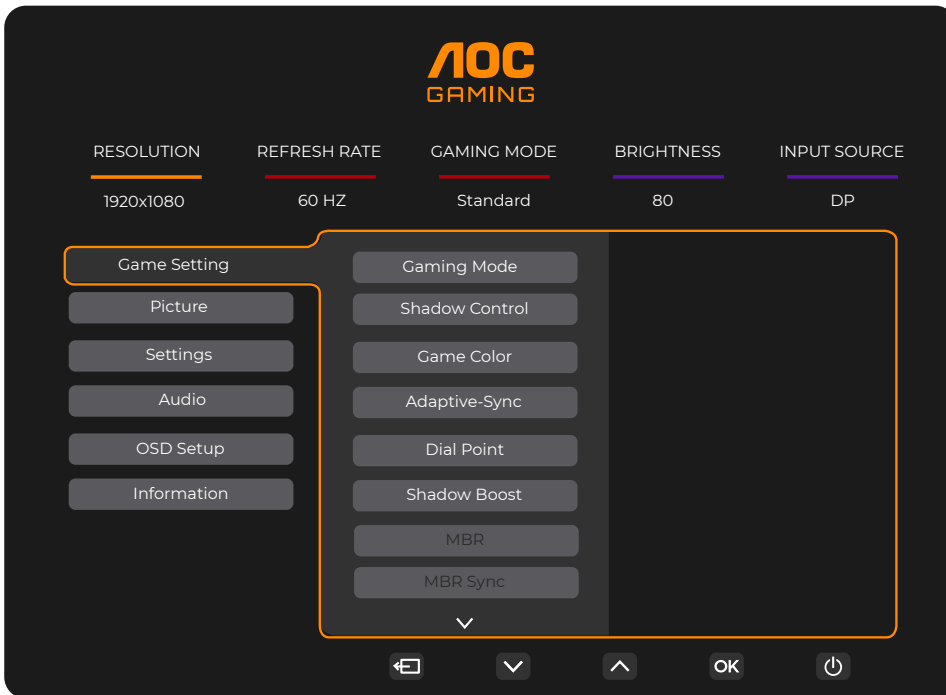 AOC
GAMING
RESOLUTION REFRESH RATE GAMING MODE BRIGHTNESS INPUT SOURCE
1920x1080 60 HZ Standard 80 DP
Game Setting
Picture
Settings
Audio
OSD Setup
Information
Gaming Mode
Shadow Control
Game Color
Adaptive-Sync
Dial Point
Shadow Boost
MBR
MBR Sync
OK